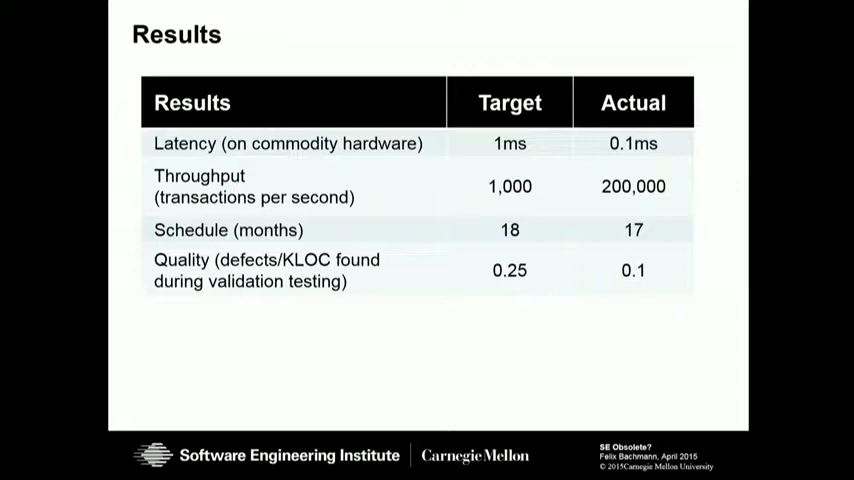 Results
Results Target Actual
Latency (on commodity hardware) 1ms 0.1ms
Throughput
(transactions per second) 1,000 200,000
Schedule (months) 18 17
Quality (defects/KLOC found
during validation testing) 0.25 0.1
Software Engineering Institute Carnegie Mellon
SE Obsolete?
Felix Bachmann, April 2015
© 2015Carnegie Mellon University